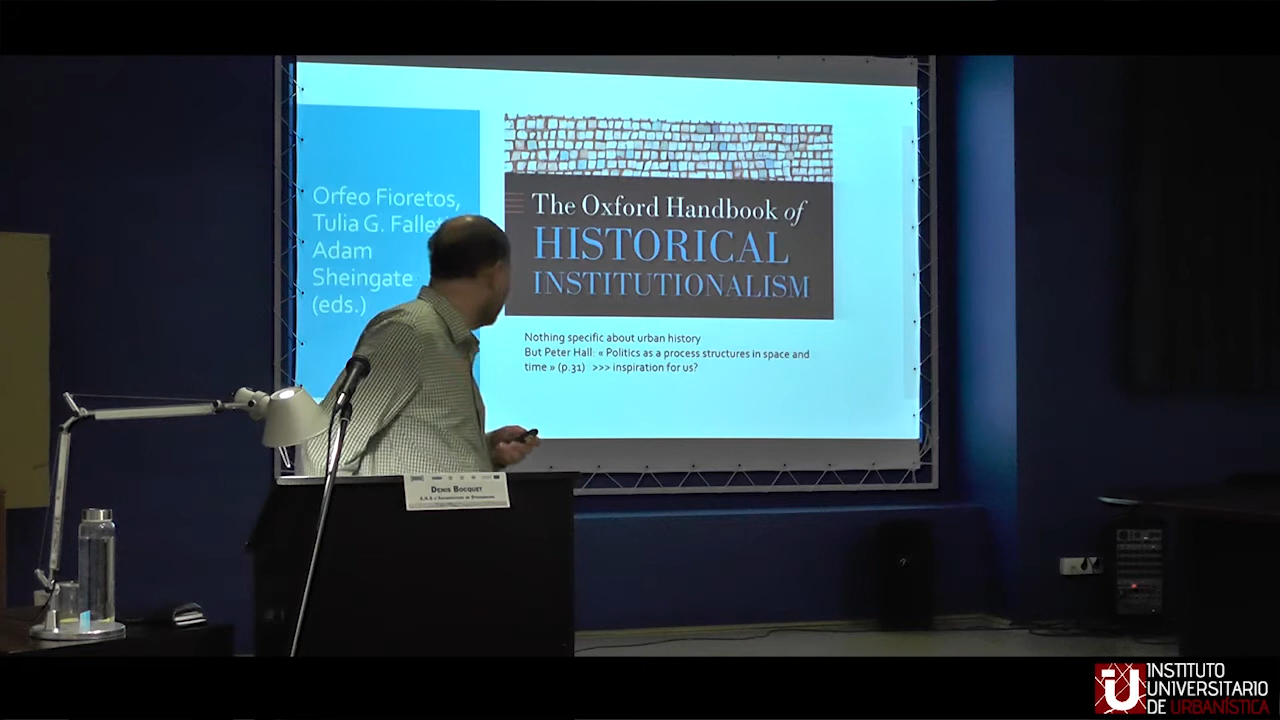 Orfeo Fioretos,
Tulia G. Fallet
Adam
Sheingate
(eds.)
The Oxford Handbook of
HISTORICAL
INSTITUTIONALISM
Nothing specific about urban history
But Peter Hall: « Politics as a process structures in space and
time » (p.31) >>> inspiration for us?
DENIS BOCQUET
INSTITUTO
UNIVERSITARIO
DE URBANÍSTICA